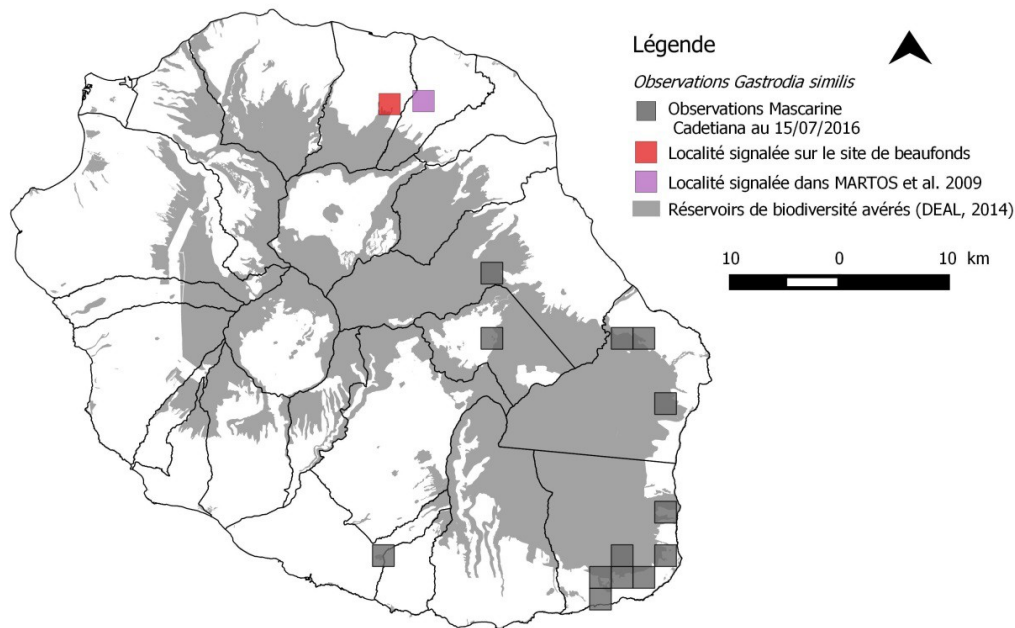 Légende
Observations Gastrodia similis
Observations Mascarine
Cadetiana au 15/07/2016
Localité signalée sur le site de beaufonds
Localité signalée dans MARTOS et al. 2009
Réservoirs de biodiversité avérés (DEAL, 2014)
10 0 10 km